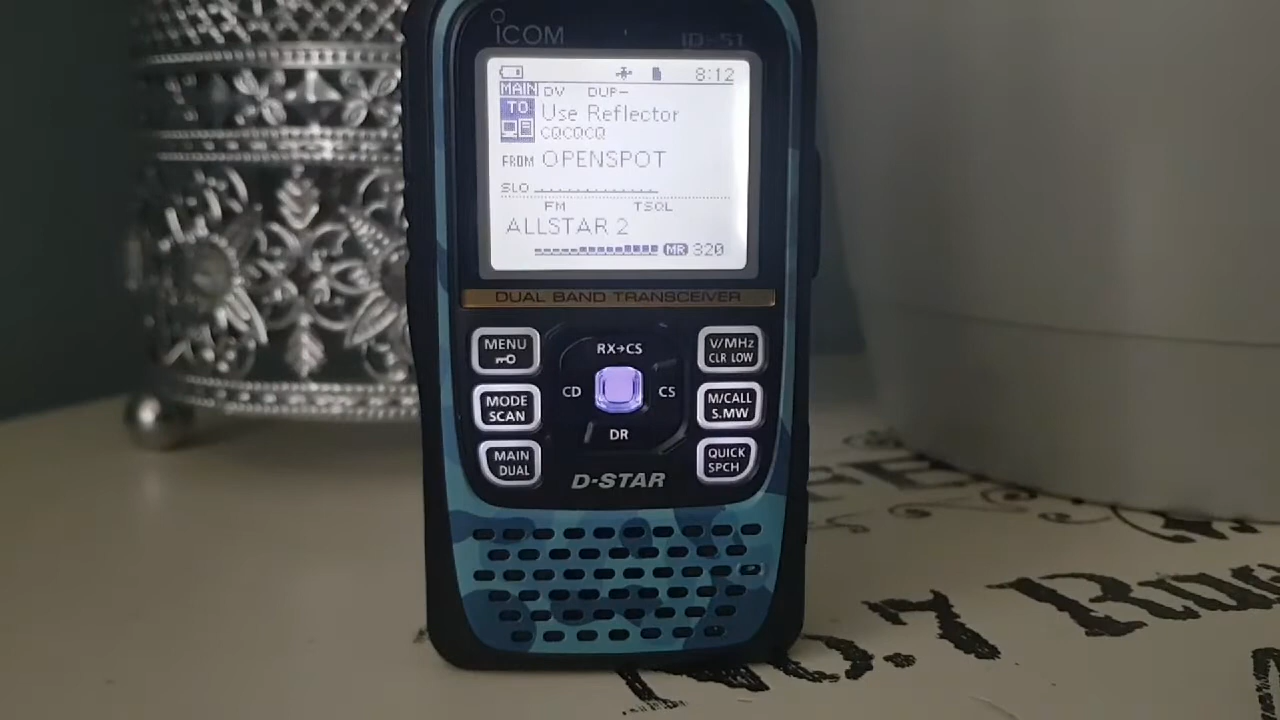 ICOM
ID-51
8:12
MAIN DV DUP-
TO Use Reflector
CQCQCQ
FROM OPENSPOT
SLO
FM TSQL
ALLSTAR 2
MR 320
DUAL BAND TRANSCEIVER
MENU
RX→CS
V/MHz
CLR LOW
CD
CS
MODE
SCAN
M/CALL
S.MW
DR
MAIN
DUAL
QUICK
SPCH
D-STAR
No.7